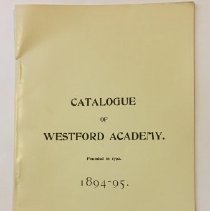 CATALOGUE
OF
WESTFORD ACADEMY.
Founded in 1792.
1894-95.